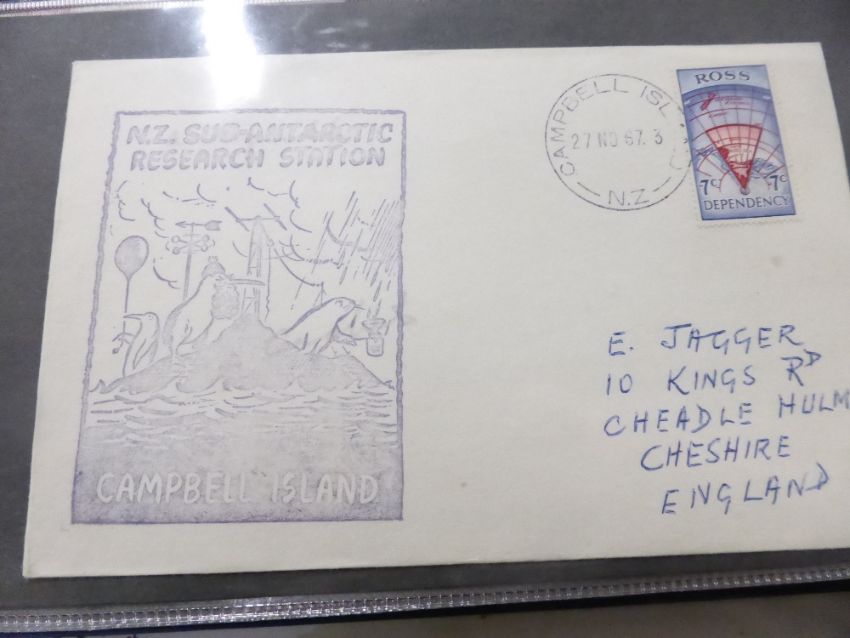 N.Z. SUB-ANTARCTIC
RESEARCH STATION
CAMPBELL ISLAND
CAMPBELL ISL
27 NO 67.3
N.Z.
ROSS
7c 7c
DEPENDENCY
E. JAGGER
10 KINGS RD
CHEADLE HULM
CHESHIRE
ENGLAND